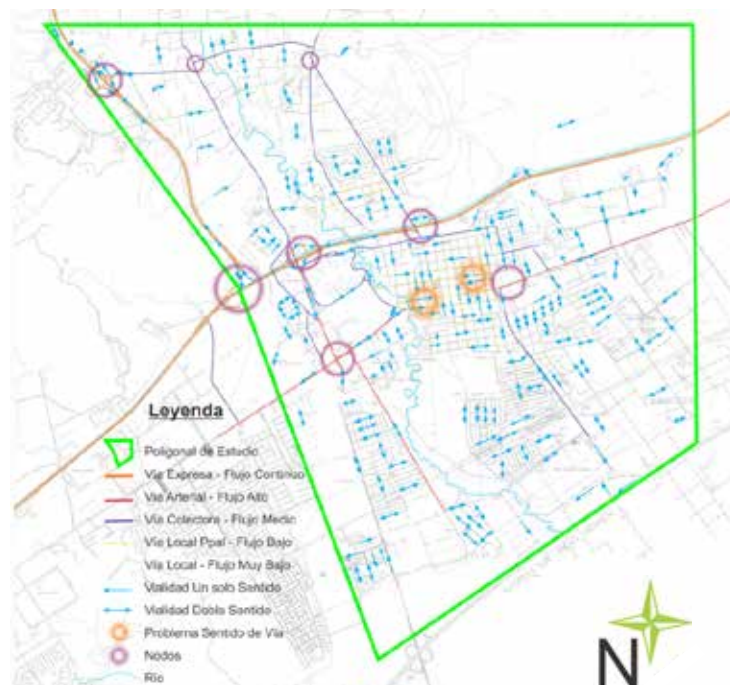 Leyenda
Poligonal de Estudio
Vía Expresa - Flujo Continuo
Vía Arterial - Flujo Alto
Vía Colectora - Flujo Medio
Vía Local Ppal - Flujo Bajo
Vía Local - Flujo Muy Bajo
Vialidad Un solo Sentido
Vialidad Doble Sentido
Problema Sentido de Vía
Nodos
Río
N